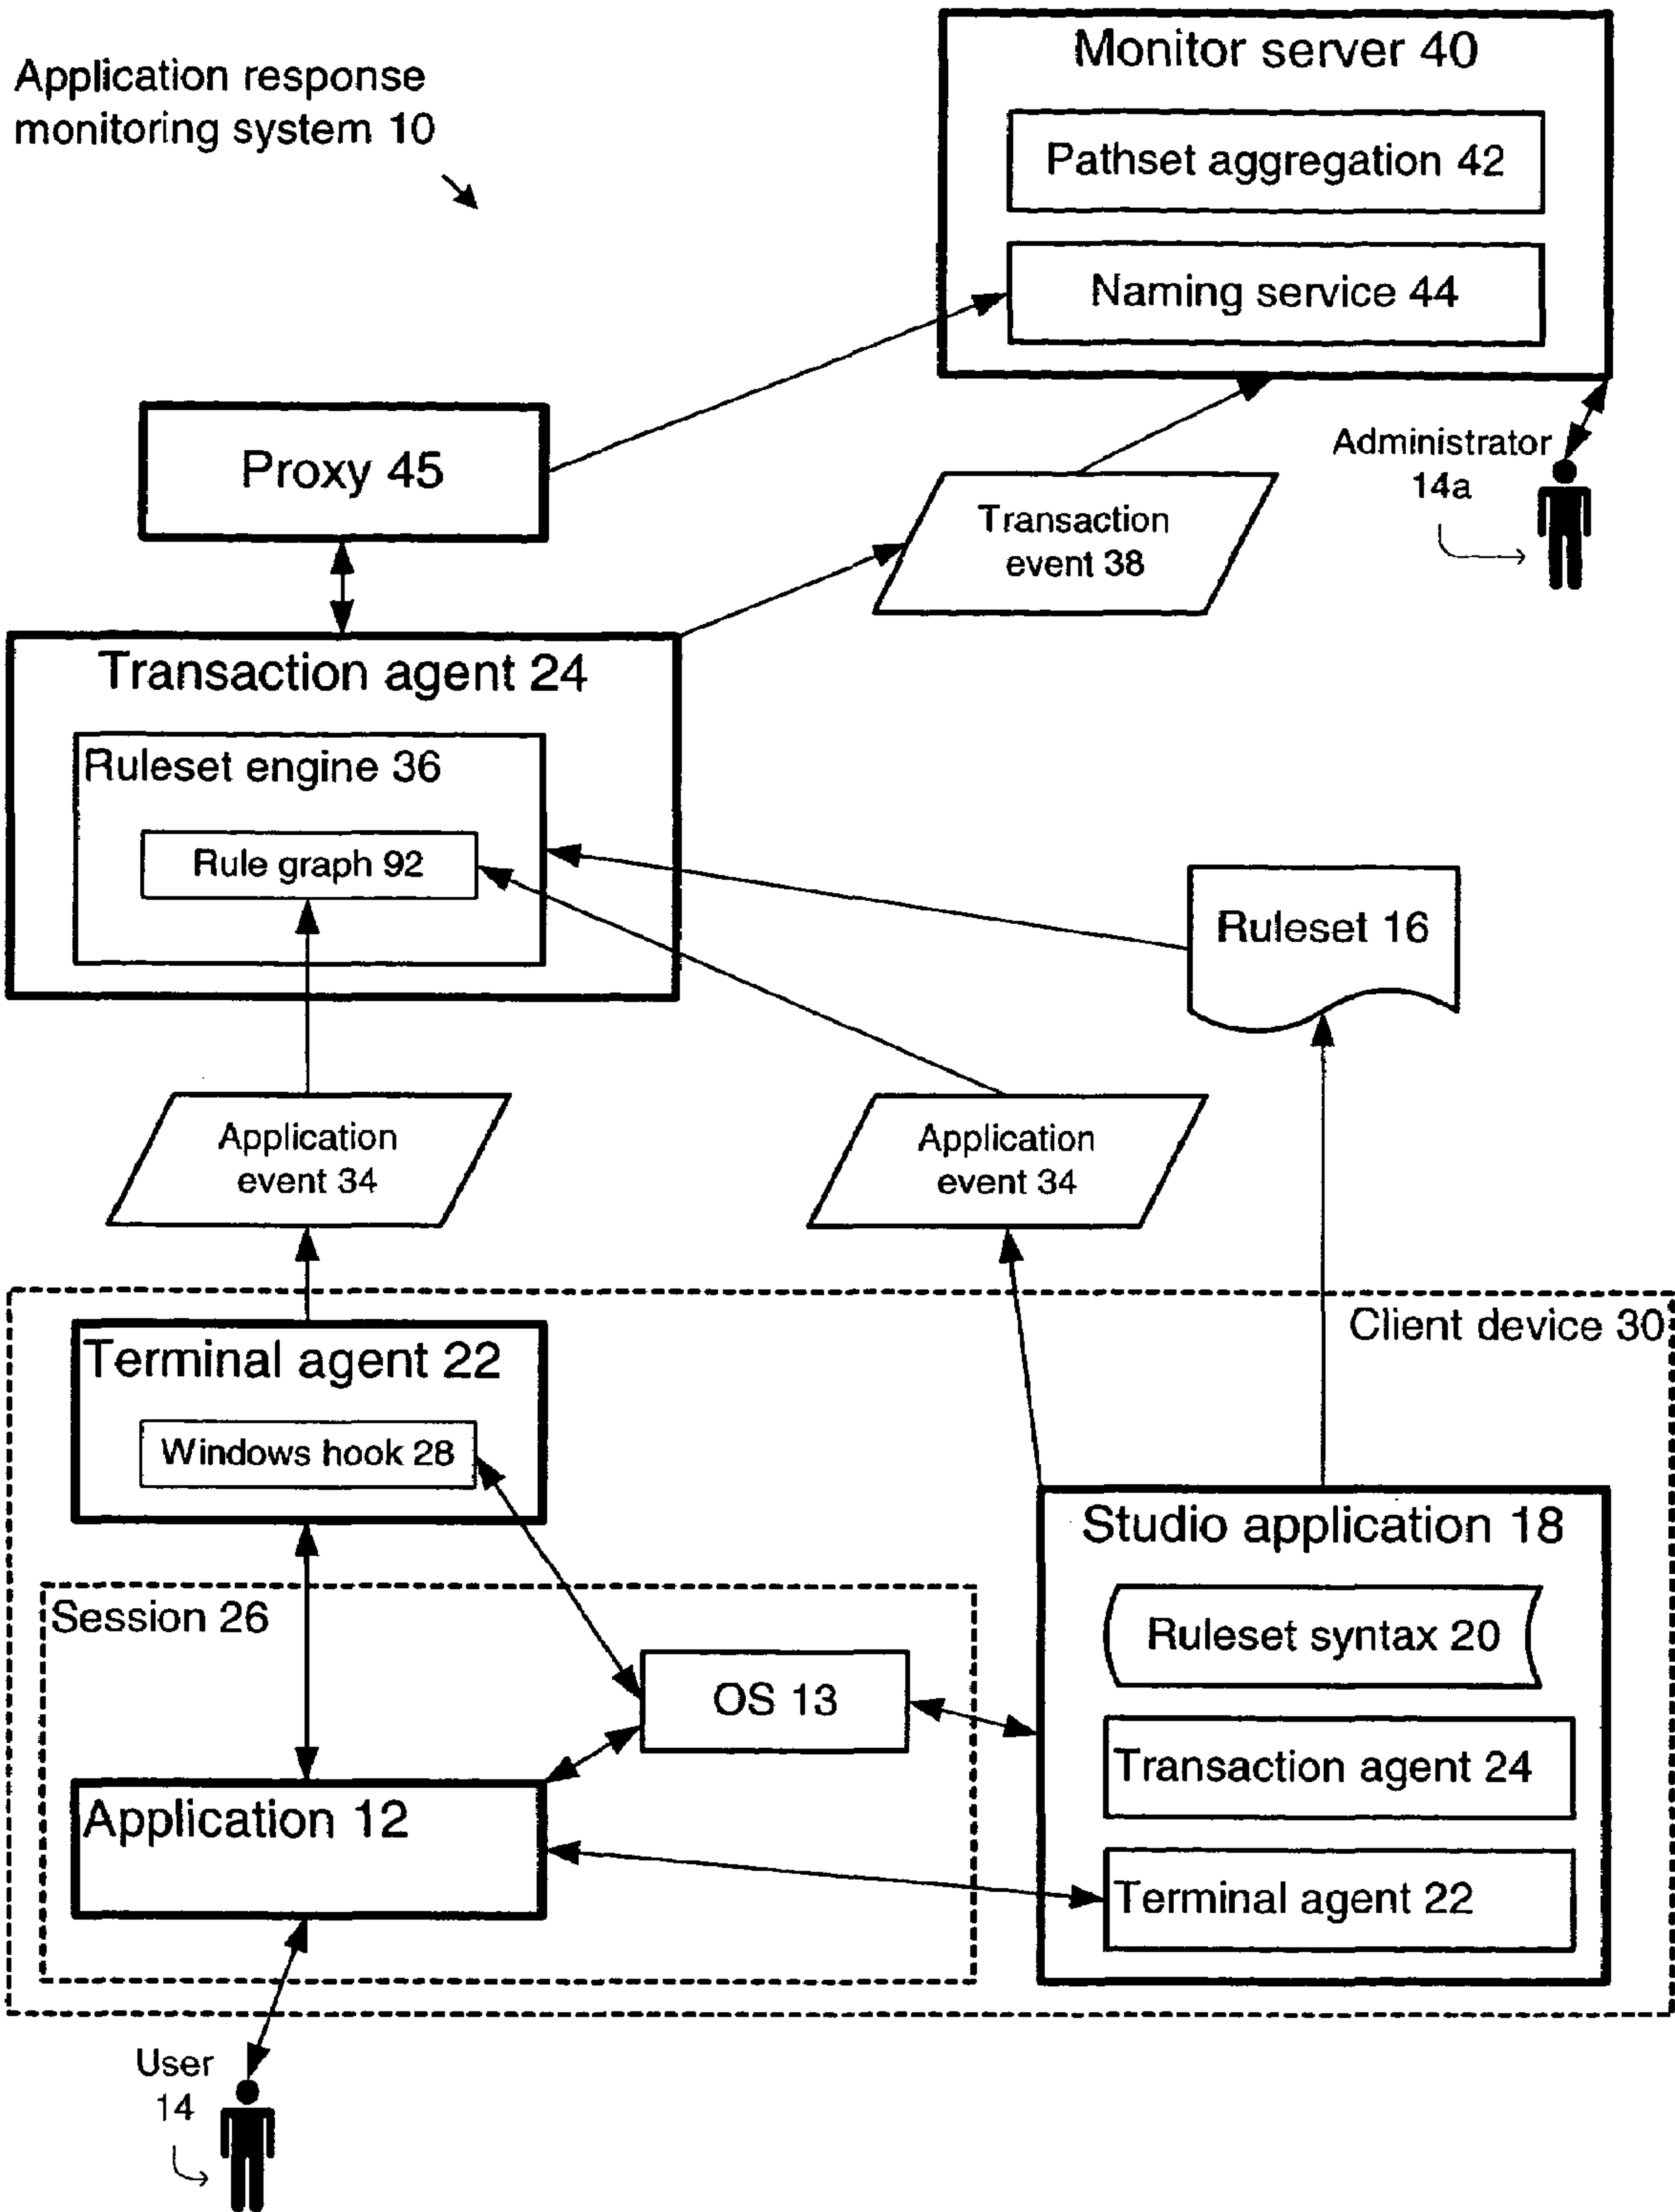 Application response
monitoring system 10
Monitor server 40
Pathset aggregation 42
Naming service 44
Proxy 45
Administrator
14a
Transaction
event 38
Transaction agent 24
Ruleset engine 36
Rule graph 92
Ruleset 16
Application
event 34
Application
event 34
Client device 30
Terminal agent 22
Windows hook 28
Studio application 18
Session 26
Ruleset syntax 20
OS 13
Transaction agent 24
Application 12
Terminal agent 22
User
14